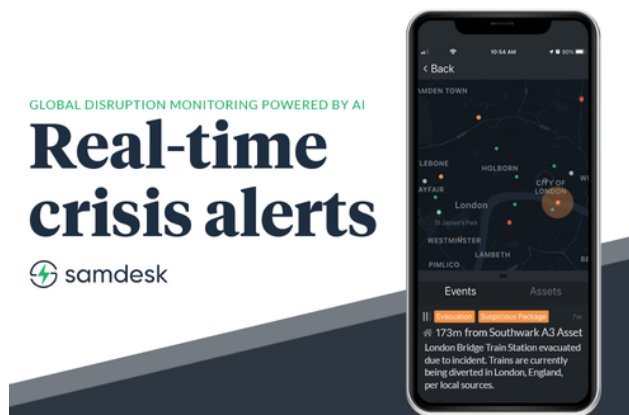 GLOBAL DISRUPTION MONITORING POWERED BY AI
Real-time
crisis alerts
samdesk
10:54 AM
90%
< Back
AMDEN TOWN
LEBONE
HOLBORN
AYFAIR
CITY OF
LONDON
London
St James's Park
WESTMINSTER
LAMBETH
PIMLICO
Events
Assets
Evacuation
Suspicious Package
173m from Southwark A3 Asset
London Bridge Train Station evacuated
due to incident. Trains are currently
being diverted in London, England,
per local sources.